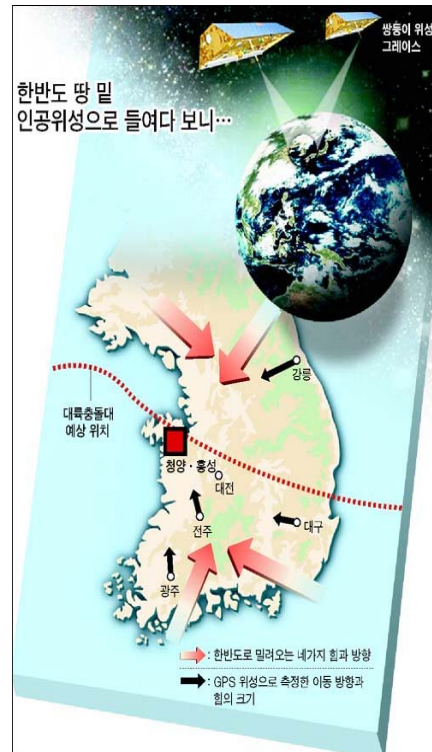 쌍둥이 위성
그레이스
한반도 땅 밑
인공위성으로 들여다 보니…
강릉
대륙충돌대
예상 위치
청양·홍성
대전
전주
대구
광주
: 한반도로 밀려오는 네가지 힘과 방향
: GPS 위성으로 측정한 이동 방향과
힘의 크기